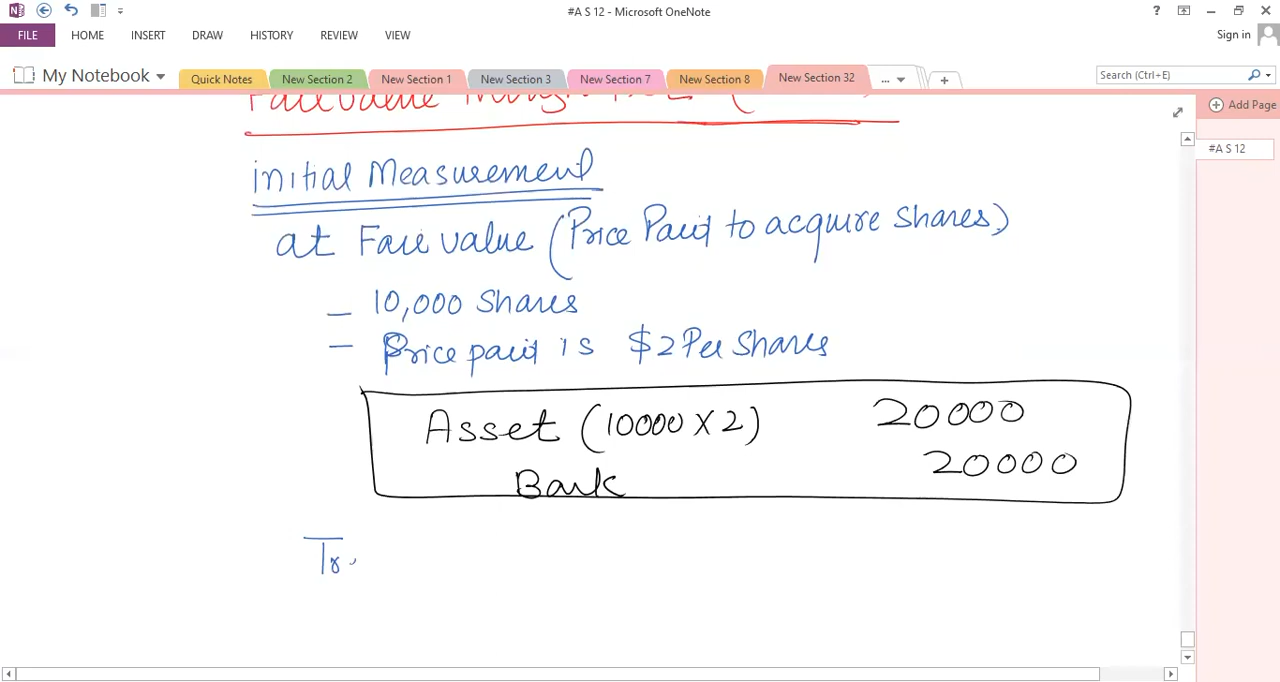 #A S 12 - Microsoft OneNote
?
FILE HOME INSERT DRAW HISTORY REVIEW VIEW
Sign in
My Notebook
Quick Notes New Section 2 New Section 1 New Section 3 New Section 7 New Section 8 New Section 32 ...
Search (Ctrl+E)
Add Page
#A S 12
initial Measurement
at Faie value (Price Paid to acquire shares)
- 10,000 Shares
- Price paid is $2 Per Shares
Asset (10000 X 2) 20000
Bank 20000